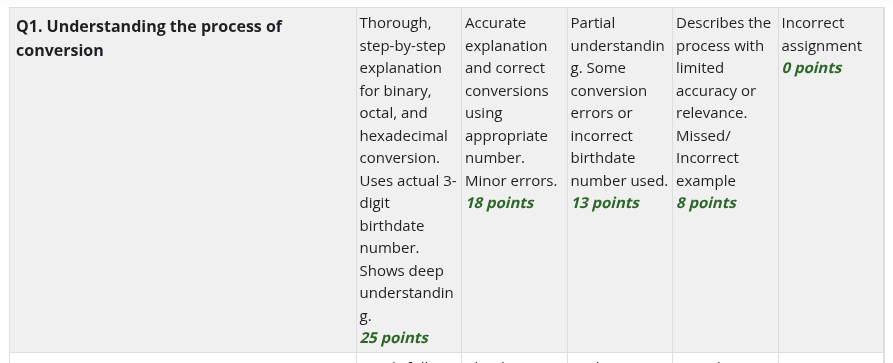 Q1. Understanding the process of
conversion
Thorough,
step-by-step
explanation
for binary,
octal, and
hexadecimal
conversion.
Uses actual 3-
digit
birthdate
number.
Shows deep
understandin
g.
25 points
Accurate
explanation
and correct
conversions
using
appropriate
number.
Minor errors.
18 points
Partial
understandin
g. Some
conversion
errors or
incorrect
birthdate
number used.
13 points
Describes the
process with
limited
accuracy or
relevance.
Missed/
Incorrect
example
8 points
Incorrect
assignment
0 points